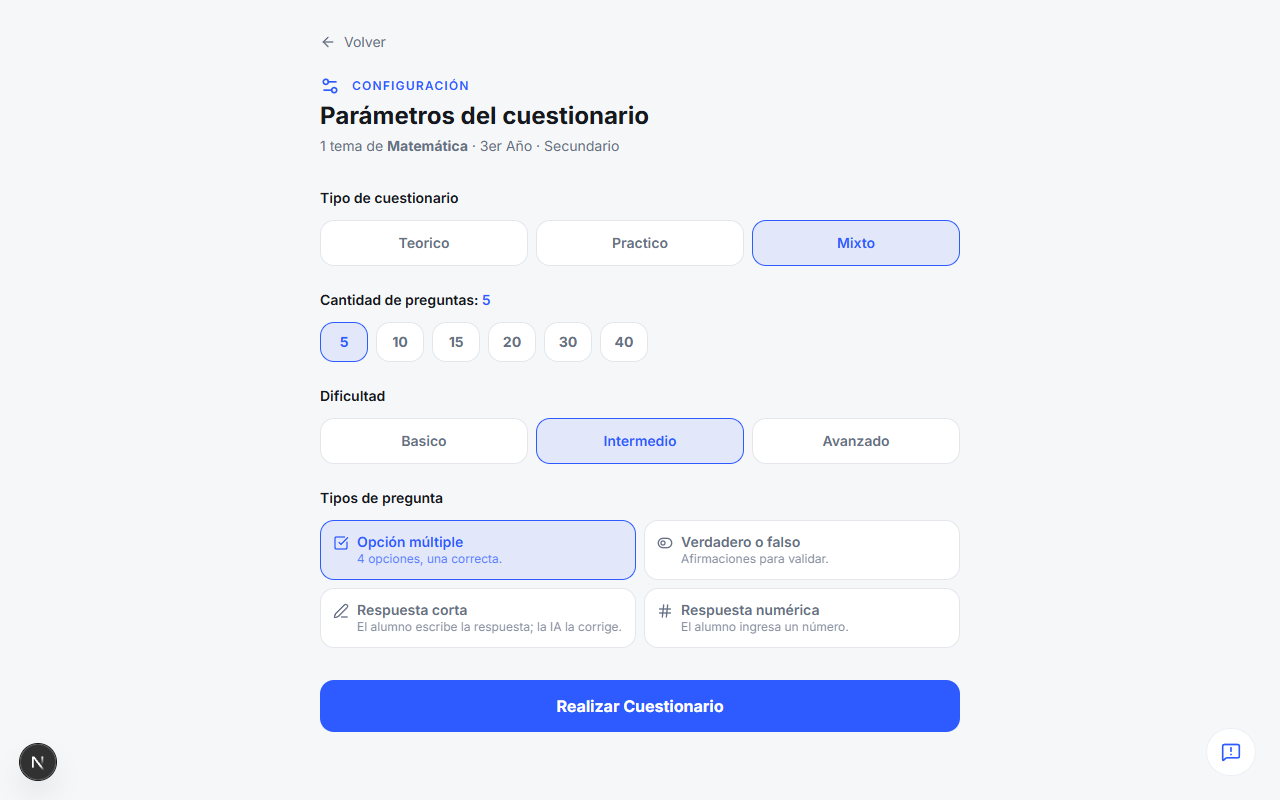 Volver
CONFIGURACIÓN
Parámetros del cuestionario
1 tema de Matemática · 3er Año · Secundario
Tipo de cuestionario
Teorico
Practico
Mixto
Cantidad de preguntas: 5
5
10
15
20
30
40
Dificultad
Basico
Intermedio
Avanzado
Tipos de pregunta
Opción múltiple
4 opciones, una correcta.
Verdadero o falso
Afirmaciones para validar.
Respuesta corta
El alumno escribe la respuesta; la IA la corrige.
Respuesta numérica
El alumno ingresa un número.
Realizar Cuestionario
N